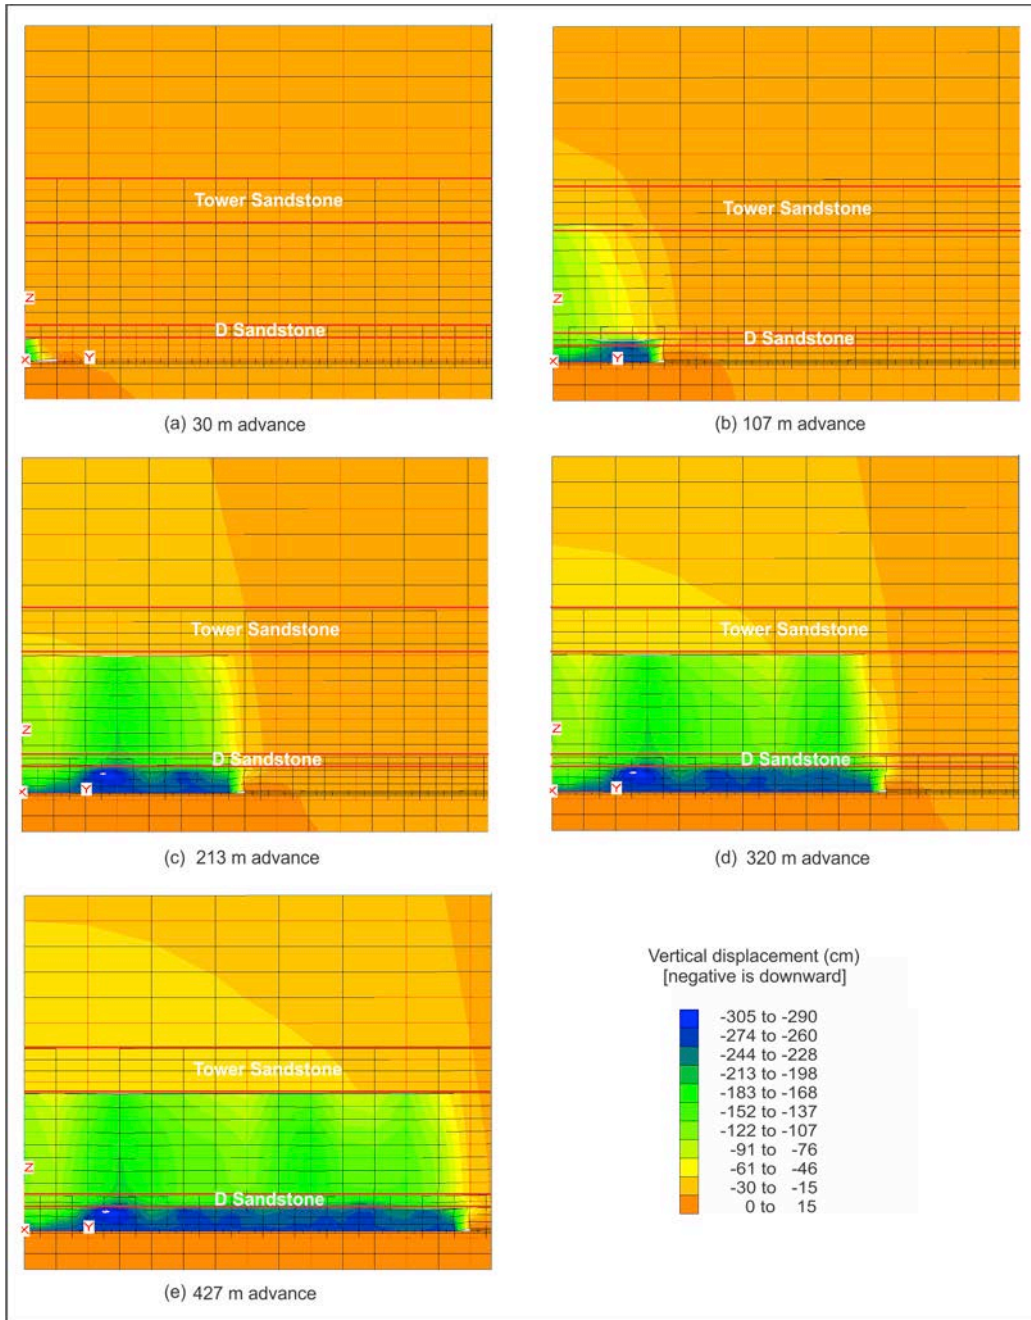 Tower Sandstone
Z
D Sandstone
X
Y
(a) 30 m advance
Tower Sandstone
Z
D Sandstone
X
Y
(b) 107 m advance
Tower Sandstone
Z
D Sandstone
X
Y
(c) 213 m advance
Tower Sandstone
Z
D Sandstone
X
Y
(d) 320 m advance
Tower Sandstone
Z
D Sandstone
X
Y
(e) 427 m advance
Vertical displacement (cm)
[negative is downward]
-305 to -290
-274 to -260
-244 to -228
-213 to -198
-183 to -168
-152 to -137
-122 to -107
-91 to -76
-61 to -46
-30 to -15
0 to 15